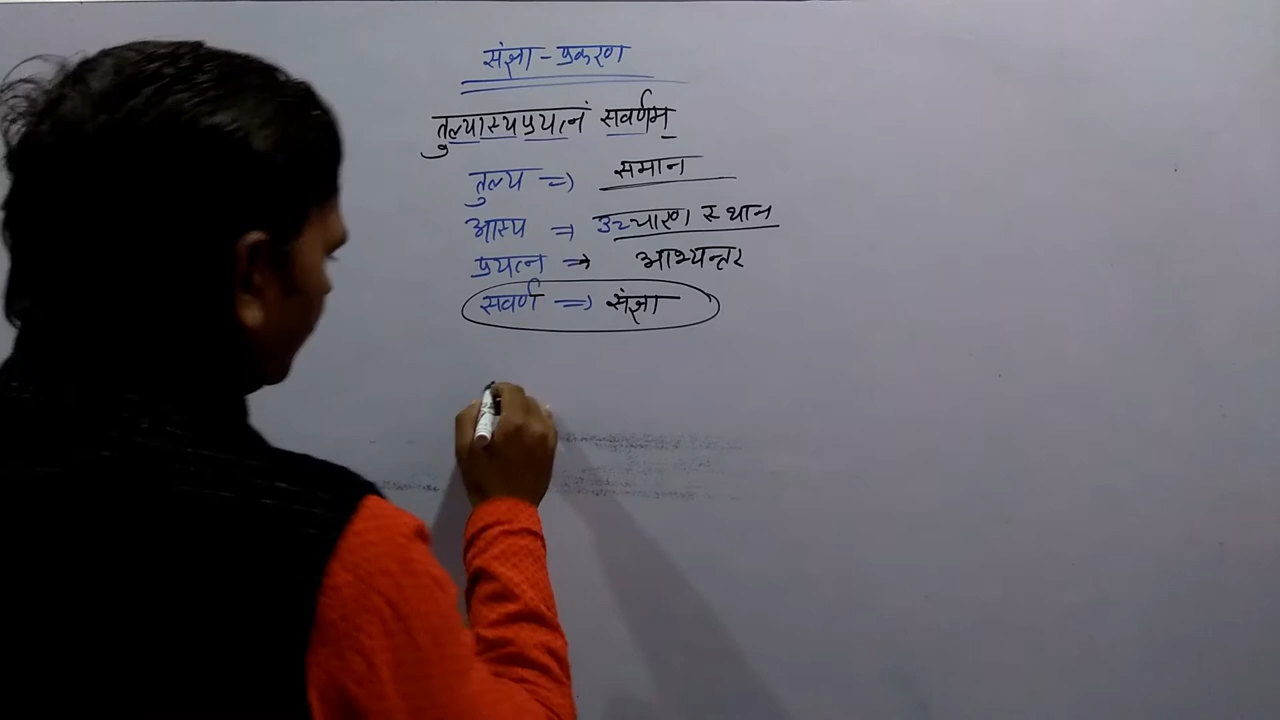 संज्ञा - प्रकरण
तुल्यास्यप्रयत्नं सवर्णम्
तुल्य => समान
आस्य => उच्चारण स्थान
प्रयत्न => आभ्यन्तर
सवर्ण => संज्ञा